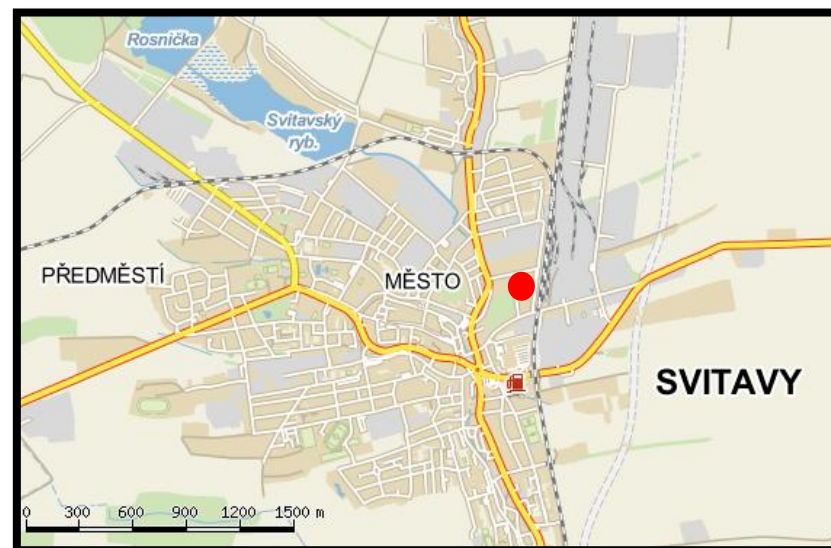 Rosnička
Svitavský
ryb.
PŘEDMĚSTÍ
MĚSTO
SVITAVY
0 300 600 900 1200 1500 m